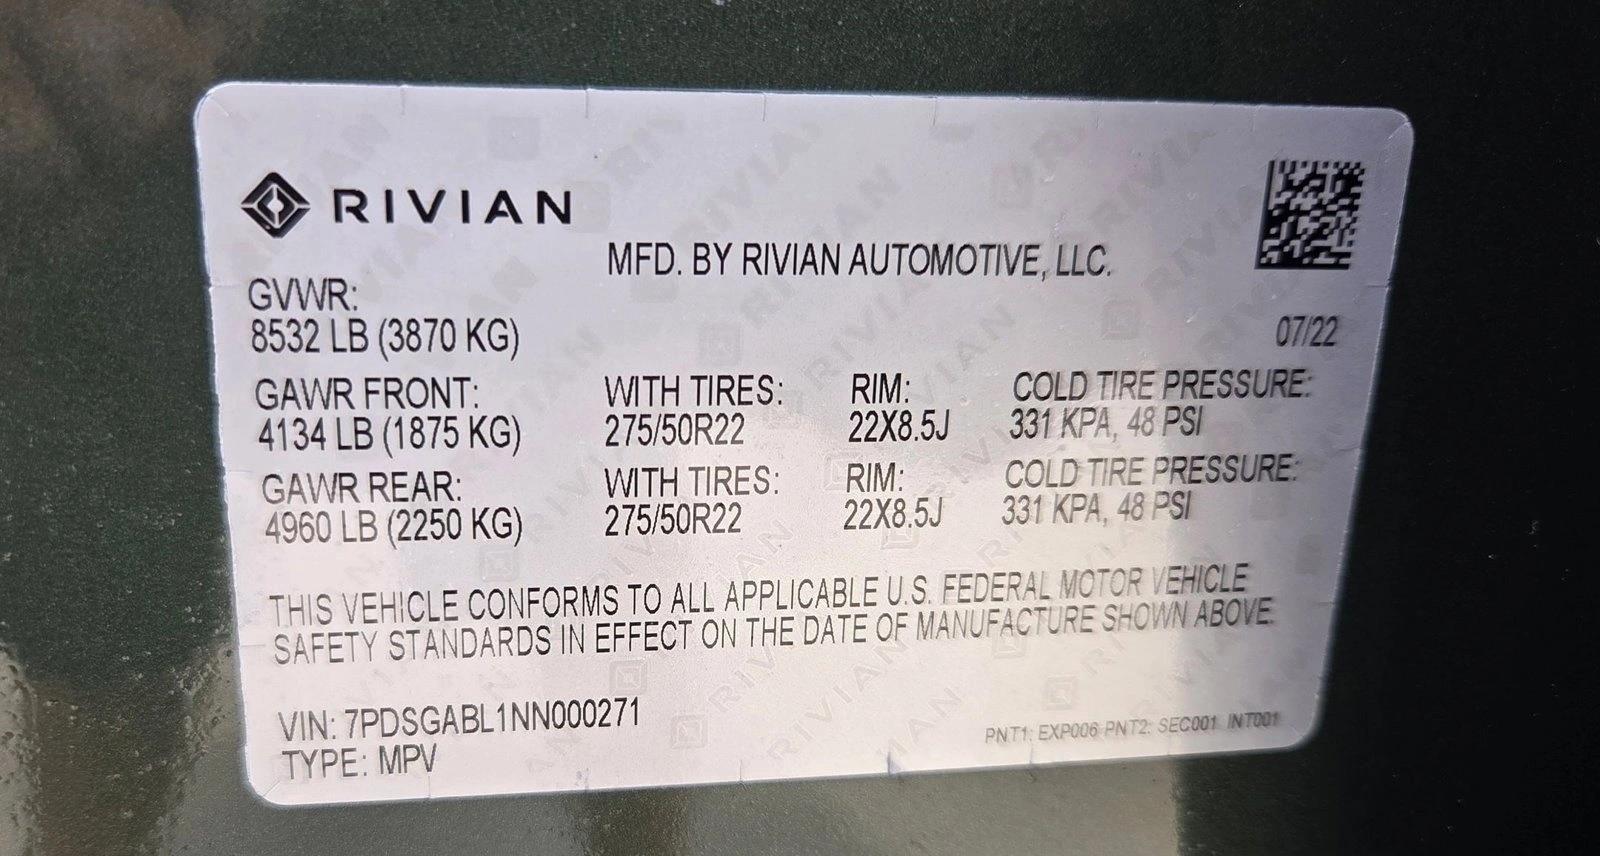 RIVIAN
MFD. BY RIVIAN AUTOMOTIVE, LLC.
GVWR:
8532 LB (3870 KG)
07/22
GAWR FRONT: WITH TIRES: RIM: COLD TIRE PRESSURE:
4134 LB (1875 KG) 275/50R22 22X8.5J 331 KPA, 48 PSI
GAWR REAR: WITH TIRES: RIM: COLD TIRE PRESSURE:
4960 LB (2250 KG) 275/50R22 22X8.5J 331 KPA, 48 PSI
THIS VEHICLE CONFORMS TO ALL APPLICABLE U.S. FEDERAL MOTOR VEHICLE
SAFETY STANDARDS IN EFFECT ON THE DATE OF MANUFACTURE SHOWN ABOVE.
VIN: 7PDSGABL1NN000271
TYPE: MPV
PNT1: EXP006 PNT2: SEC001 INT001